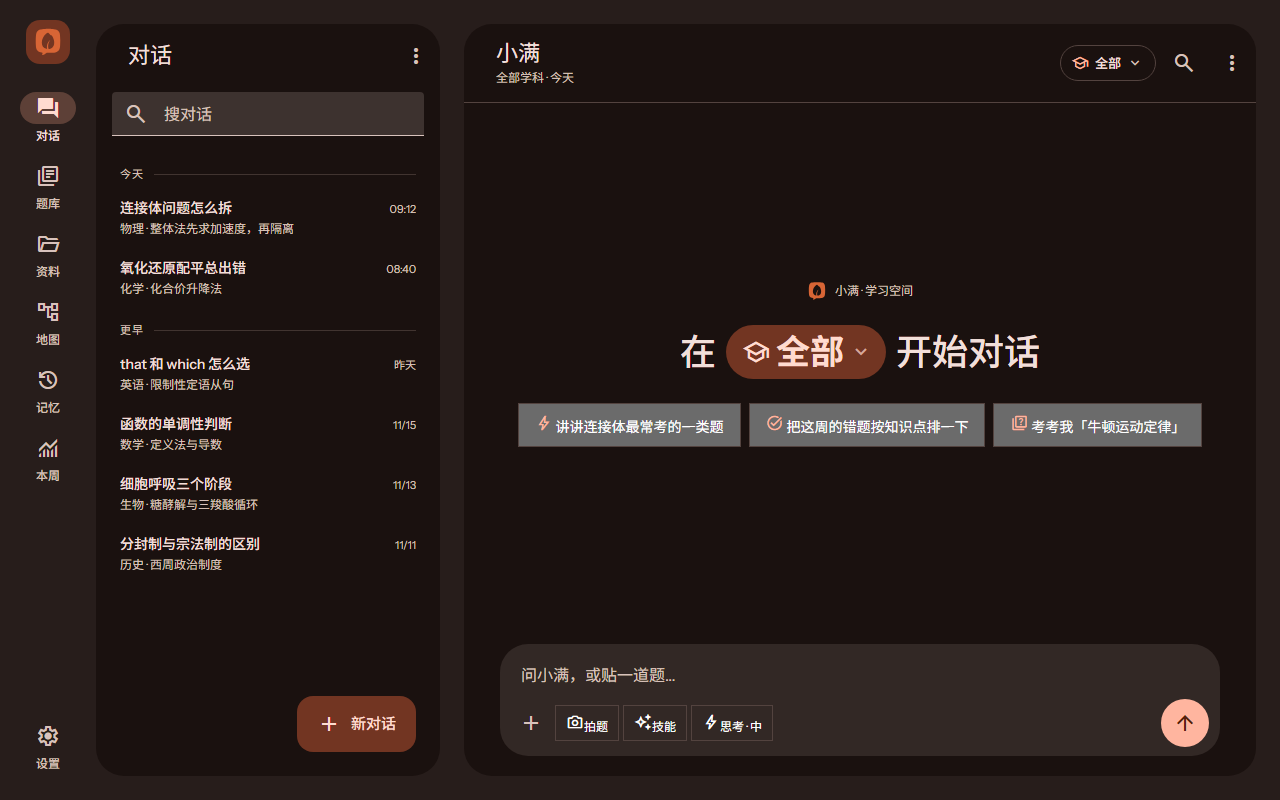 对话
题库
资料
地图
记忆
本周
设置
对话
搜对话
今天
连接体问题怎么拆 09:12
物理·整体法先求加速度，再隔离
氧化还原配平总出错 08:40
化学·化合价升降法
更早
that 和 which 怎么选 昨天
英语·限制性定语从句
函数的单调性判断 11/15
数学·定义法与导数
细胞呼吸三个阶段 11/13
生物·糖酵解与三羧酸循环
分封制与宗法制的区别 11/11
历史·西周政治制度
新对话
小满
全部学科·今天
全部
小满·学习空间
在 全部 开始对话
讲讲连接体最常考的一类题
把这周的错题按知识点排一下
考考我「牛顿运动定律」
问小满，或贴一道题…
拍题
技能
思考·中